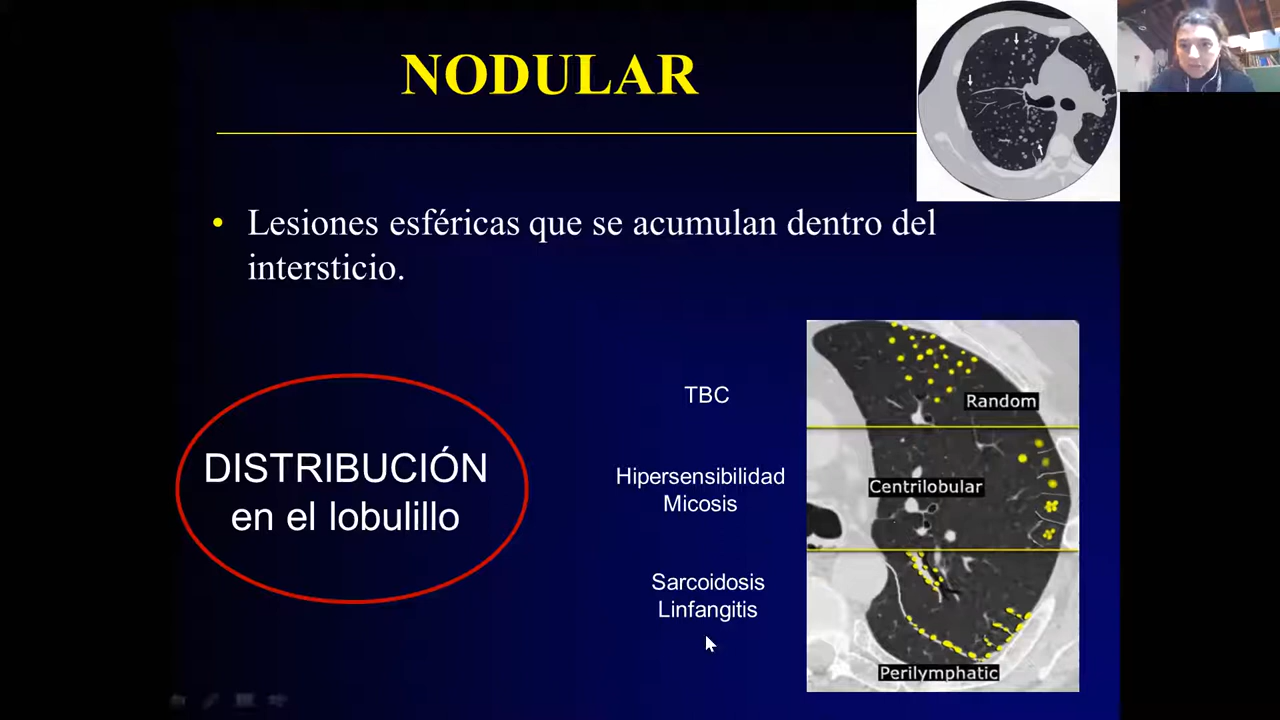 NODULAR
• Lesiones esféricas que se acumulan dentro del
intersticio.
DISTRIBUCIÓN
en el lobulillo
TBC
Hipersensibilidad
Micosis
Sarcoidosis
Linfangitis
Random
Centrilobular
Perilymphatic